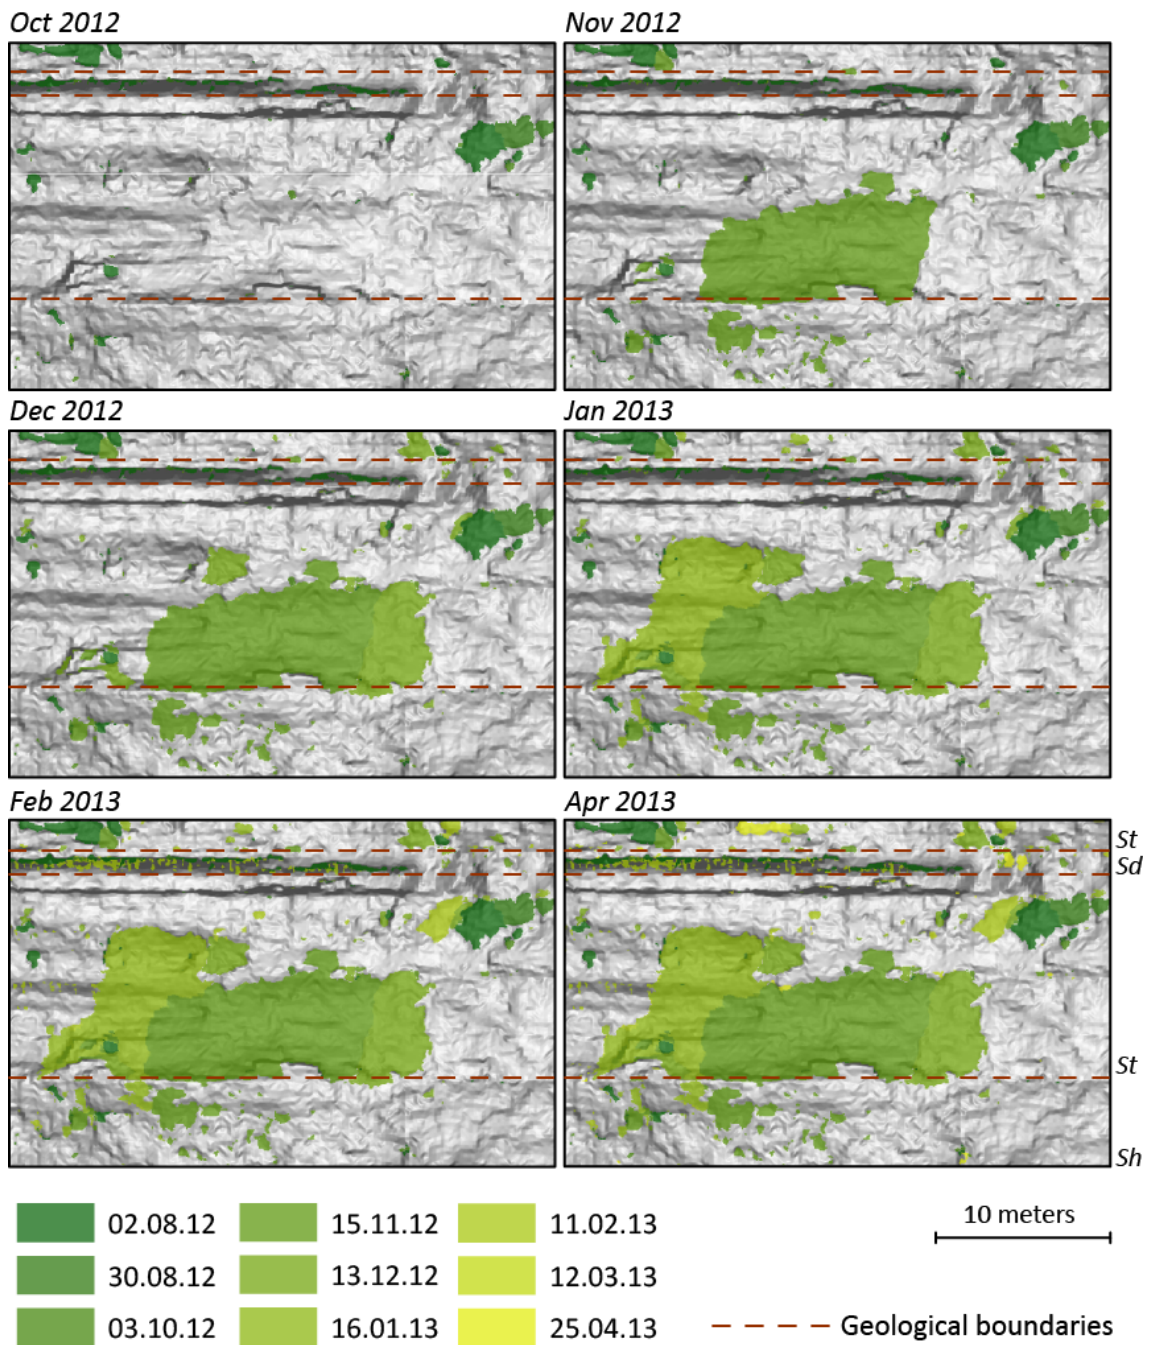 Oct 2012
Nov 2012
Dec 2012
Jan 2013
Feb 2013
Apr 2013
St
Sd
St
Sh
02.08.12
15.11.12
11.02.13
10 meters
30.08.12
13.12.12
12.03.13
03.10.12
16.01.13
25.04.13
Geological boundaries